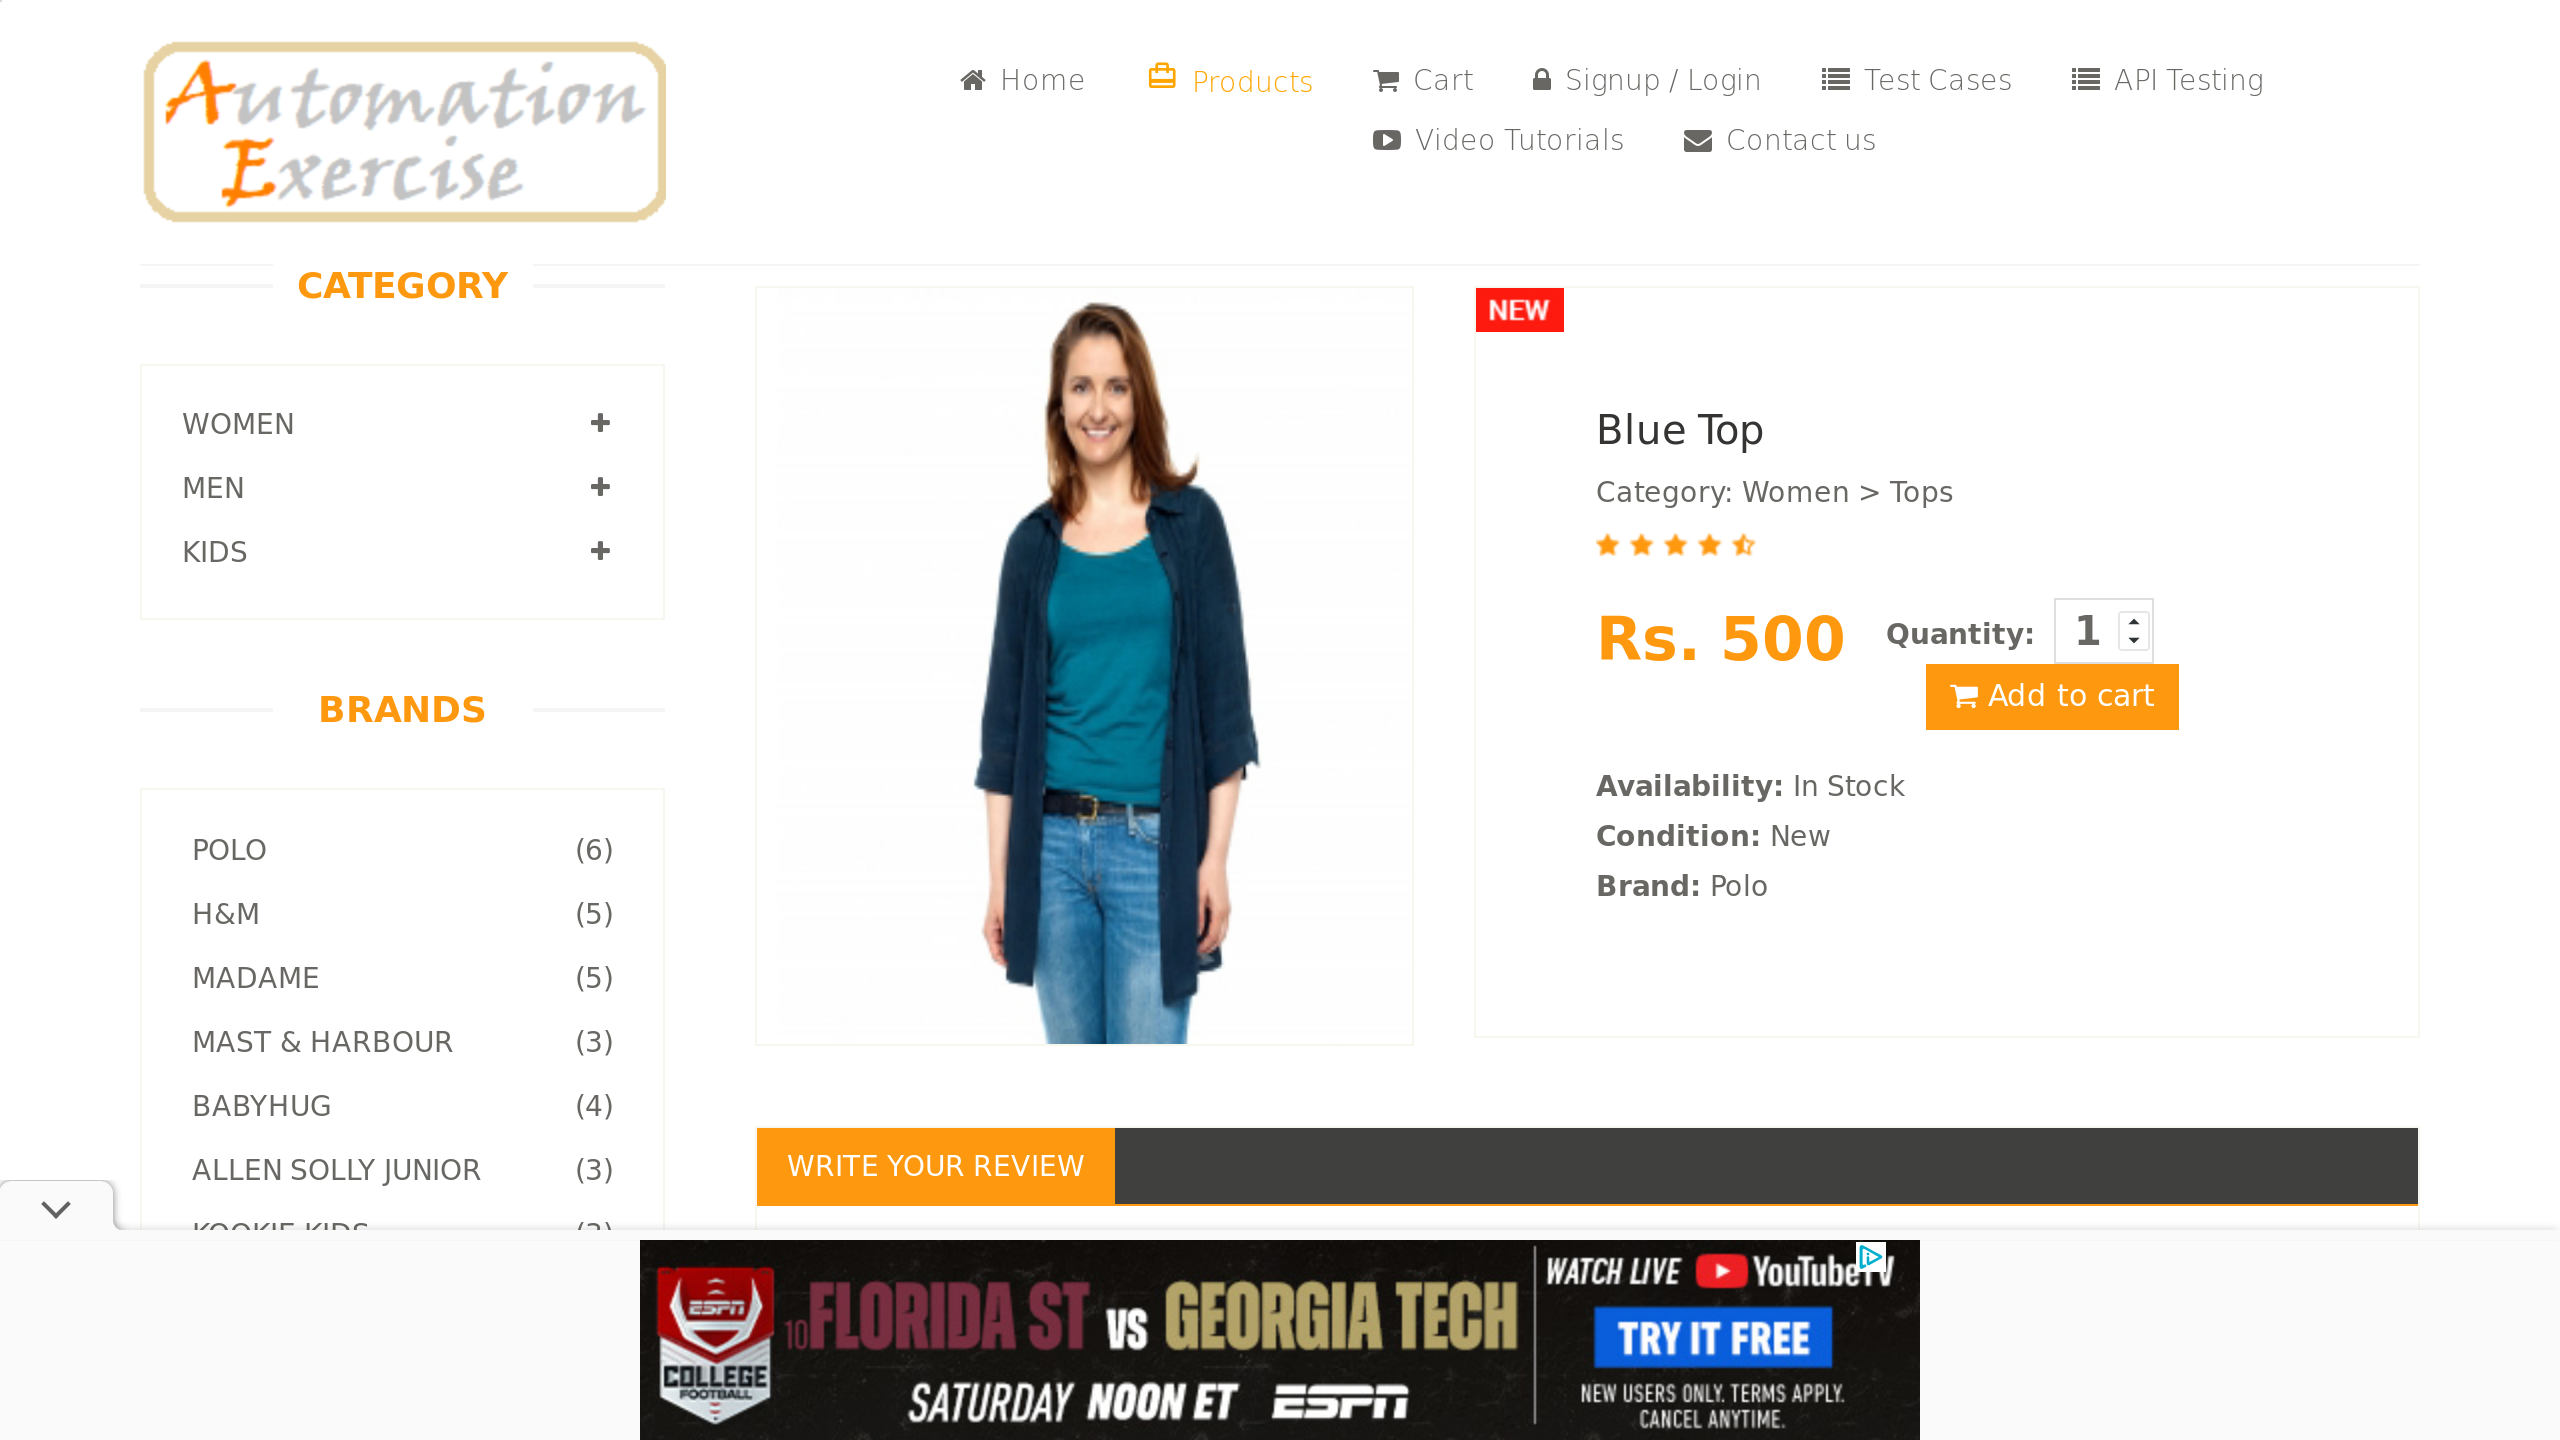 Automation
Exercise
Home
Products
Cart
Signup / Login
Test Cases
API Testing
Video Tutorials
Contact us
CATEGORY
WOMEN
MEN
KIDS
BRANDS
POLO (6)
H&M (5)
MADAME (5)
MAST & HARBOUR (3)
BABYHUG (4)
ALLEN SOLLY JUNIOR (3)
KOOKIE KIDS (3)
NEW
Blue Top
Category: Women > Tops
Rs. 500
Quantity: 1
Add to cart
Availability: In Stock
Condition: New
Brand: Polo
WRITE YOUR REVIEW
ESPN
COLLEGE
FOOTBALL
10 FLORIDA ST VS GEORGIA TECH
SATURDAY NOON ET ESPN
WATCH LIVE YouTubeTV
TRY IT FREE
NEW USERS ONLY. TERMS APPLY.
CANCEL ANYTIME.